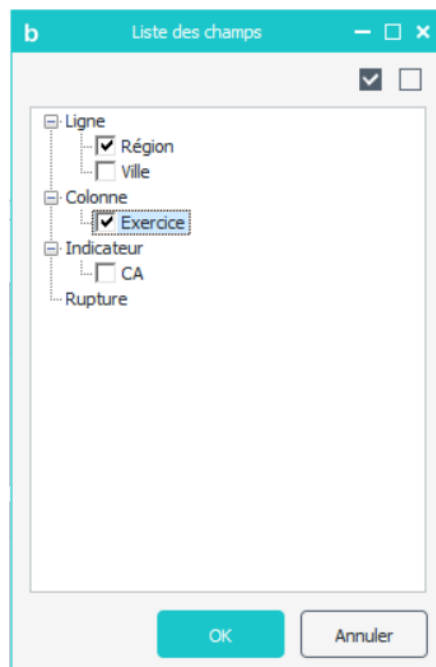 b Liste des champs
Ligne
Région
Ville
Colonne
Exercice
Indicateur
CA
Rupture
OK Annuler